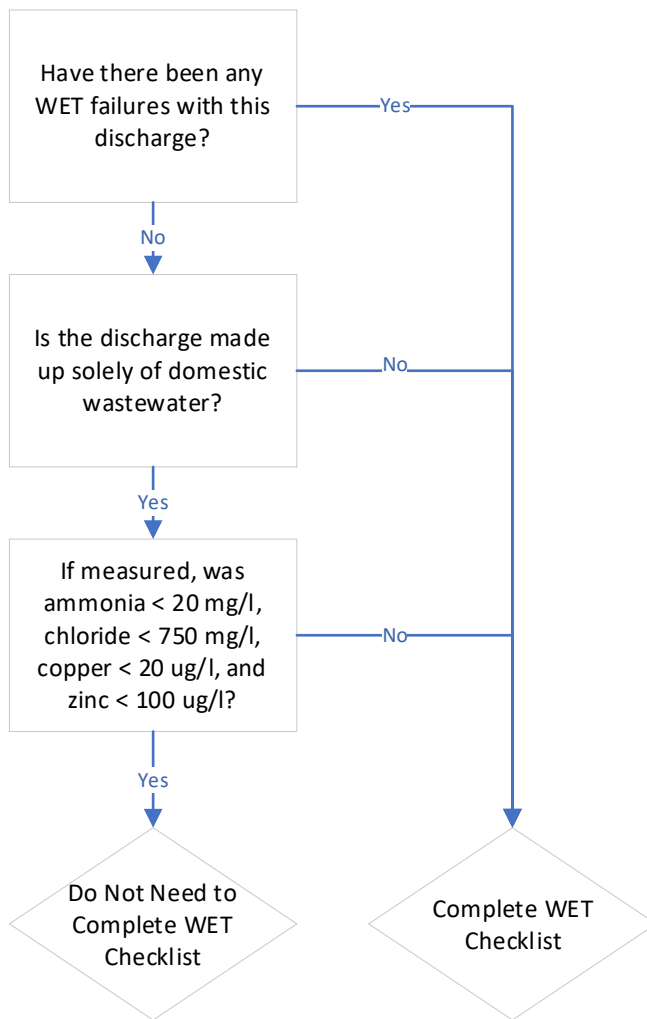 Have there been any
WET failures with this
discharge?
Yes
No
Is the discharge made
up solely of domestic
wastewater?
No
Yes
If measured, was
ammonia < 20 mg/l,
chloride < 750 mg/l,
copper < 20 ug/l, and
zinc < 100 ug/l?
No
Yes
Do Not Need to
Complete WET
Checklist
Complete WET
Checklist